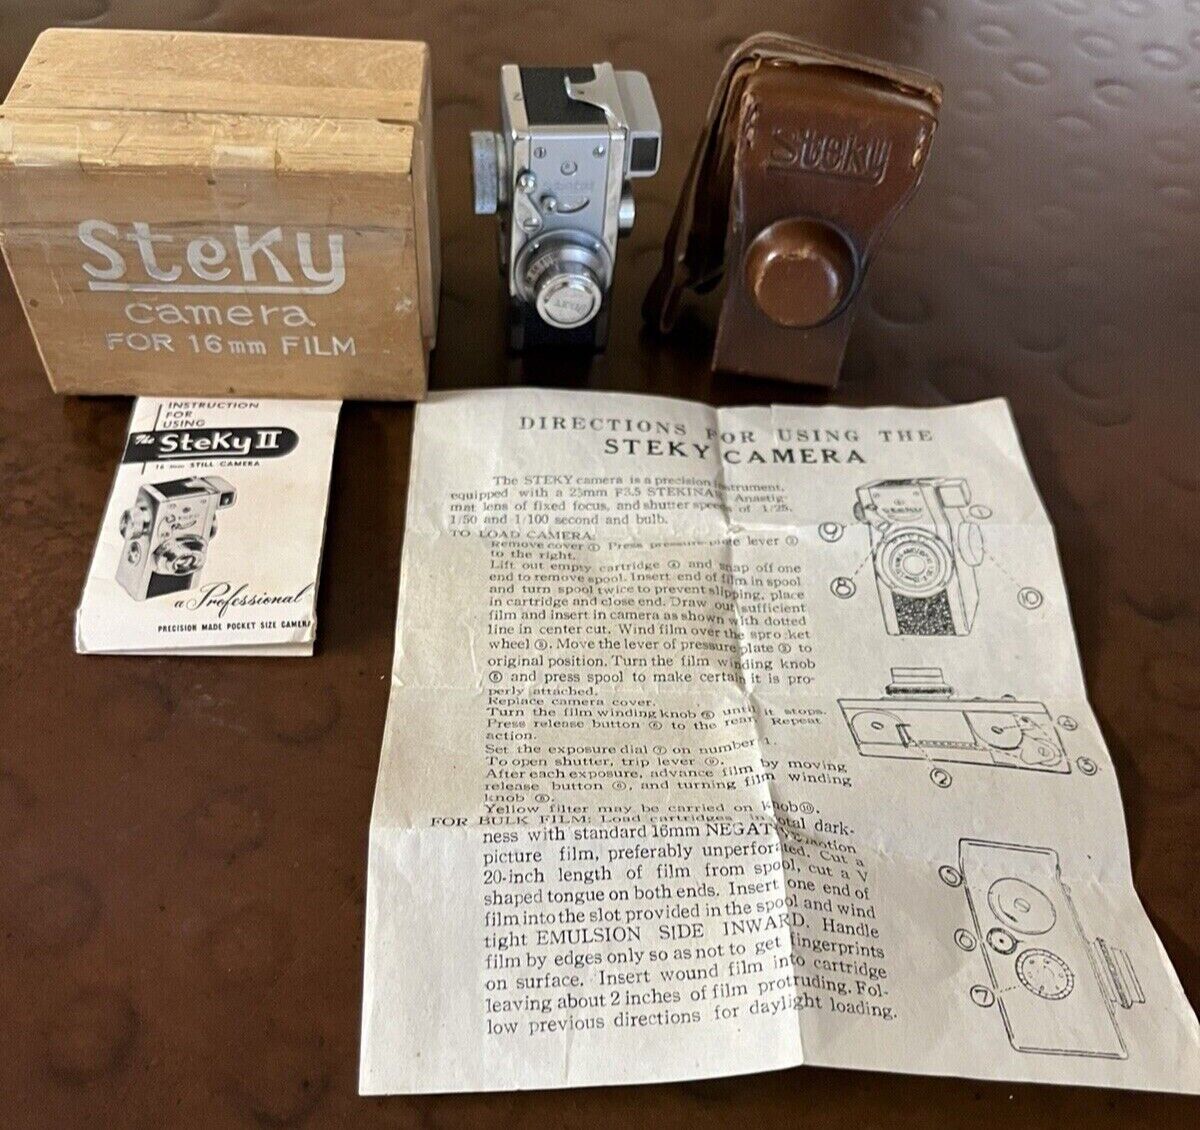 Steky
camera
FOR 16mm FILM
Steky
INSTRUCTION
FOR
USING
The Steky II
16 mm STILL CAMERA
a Professional
PRECISION MADE POCKET SIZE CAMERA
DIRECTIONS FOR USING THE
STEKY CAMERA
The STEKY camera is a precision instrument,
equipped with a 25mm F3.5 STEKINAR Anastig-
mat lens of fixed focus, and shutter speeds of 1/25,
1/50 and 1/100 second and bulb.
TO LOAD CAMERA:
Remove cover ① Press pressure-plate lever ②
to the right.
Lift out empty cartridge ④ and snap off one
end to remove spool. Insert end of film in spool
and turn spool twice to prevent slipping, place
in cartridge and close end. Draw out sufficient
film and insert in camera as shown with dotted
line in center cut. Wind film over the sprocket
wheel ③. Move the lever of pressure plate ② to
original position. Turn the film winding knob
⑤ and press spool to make certain it is pro-
perly attached.
Replace camera cover.
Turn the film winding knob ⑤ until it stops.
Press release button ⑥ to the rear. Repeat
action.
Set the exposure dial ⑦ on number 1.
To open shutter, trip lever ⑨.
After each exposure, advance film by moving
release button ⑥, and turning film winding
knob ⑤.
Yellow filter may be carried on knob ⑩.
FOR BULK FILM: Load cartridges in total dark-
ness with standard 16mm NEGATIVE motion
picture film, preferably unperforated. Cut a
20-inch length of film from spool, cut a V
shaped tongue on both ends. Insert one end of
film into the slot provided in the spool and wind
tight EMULSION SIDE INWARD. Handle
film by edges only so as not to get fingerprints
on surface. Insert wound film into cartridge
leaving about 2 inches of film protruding. Fol-
low previous directions for daylight loading.
①
⑨
⑧
⑩
④
③
②
⑤
⑥
⑦